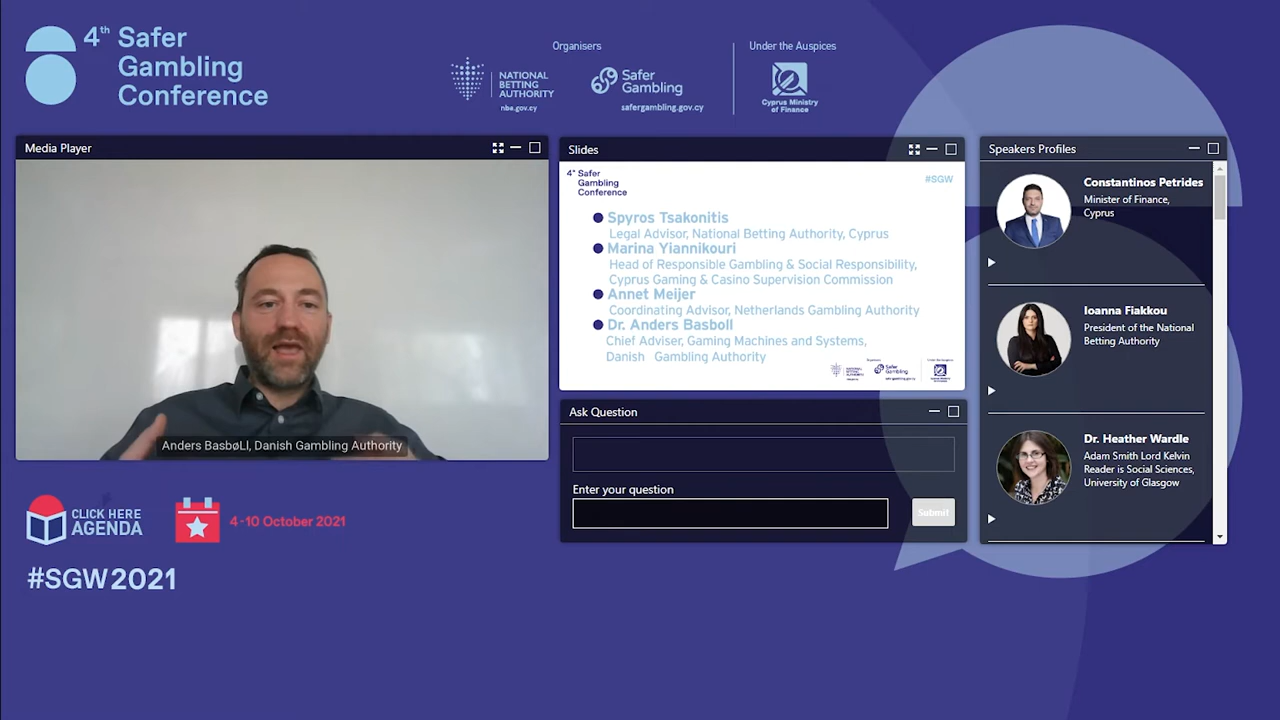 4th Safer
Gambling
Conference
Organisers
NATIONAL
BETTING
AUTHORITY
nba.gov.cy
Safer
Gambling
safergambling.gov.cy
Under the Auspices
Cyprus Ministry
of Finance
Media Player
Anders BasbøLl, Danish Gambling Authority
Slides
4th Safer
Gambling
Conference
#SGW
Spyros Tsakonitis
Legal Advisor, National Betting Authority, Cyprus
Marina Yiannikouri
Head of Responsible Gambling & Social Responsibility,
Cyprus Gaming & Casino Supervision Commission
Annet Meijer
Coordinating Advisor, Netherlands Gambling Authority
Dr. Anders Basboll
Chief Adviser, Gaming Machines and Systems,
Danish Gambling Authority
Safer
Gambling
Ask Question
Enter your question
Submit
Speakers Profiles
Constantinos Petrides
Minister of Finance,
Cyprus
Ioanna Fiakkou
President of the National
Betting Authority
Dr. Heather Wardle
Adam Smith Lord Kelvin
Reader is Social Sciences,
University of Glasgow
CLICK HERE
AGENDA
4-10 October 2021
#SGW2021